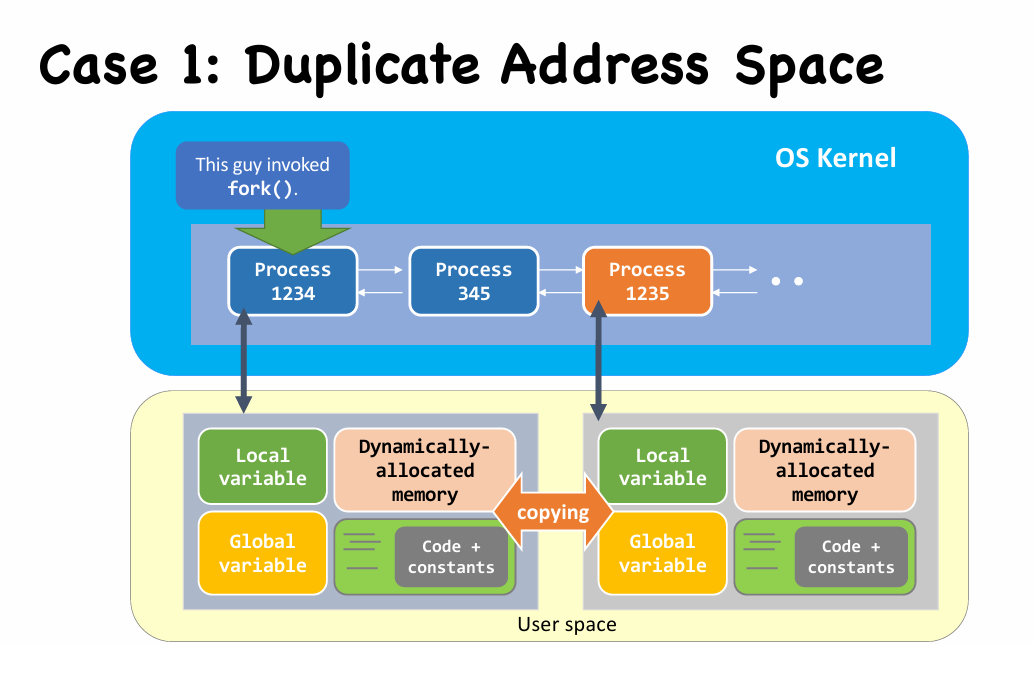 Case 1: Duplicate Address Space
OS Kernel
This guy invoked
fork().
Process
1234
Process
345
Process
1235
Local
variable
Dynamically-
allocated
memory
Global
variable
Code +
constants
copying
Local
variable
Dynamically-
allocated
memory
Global
variable
Code +
constants
User space